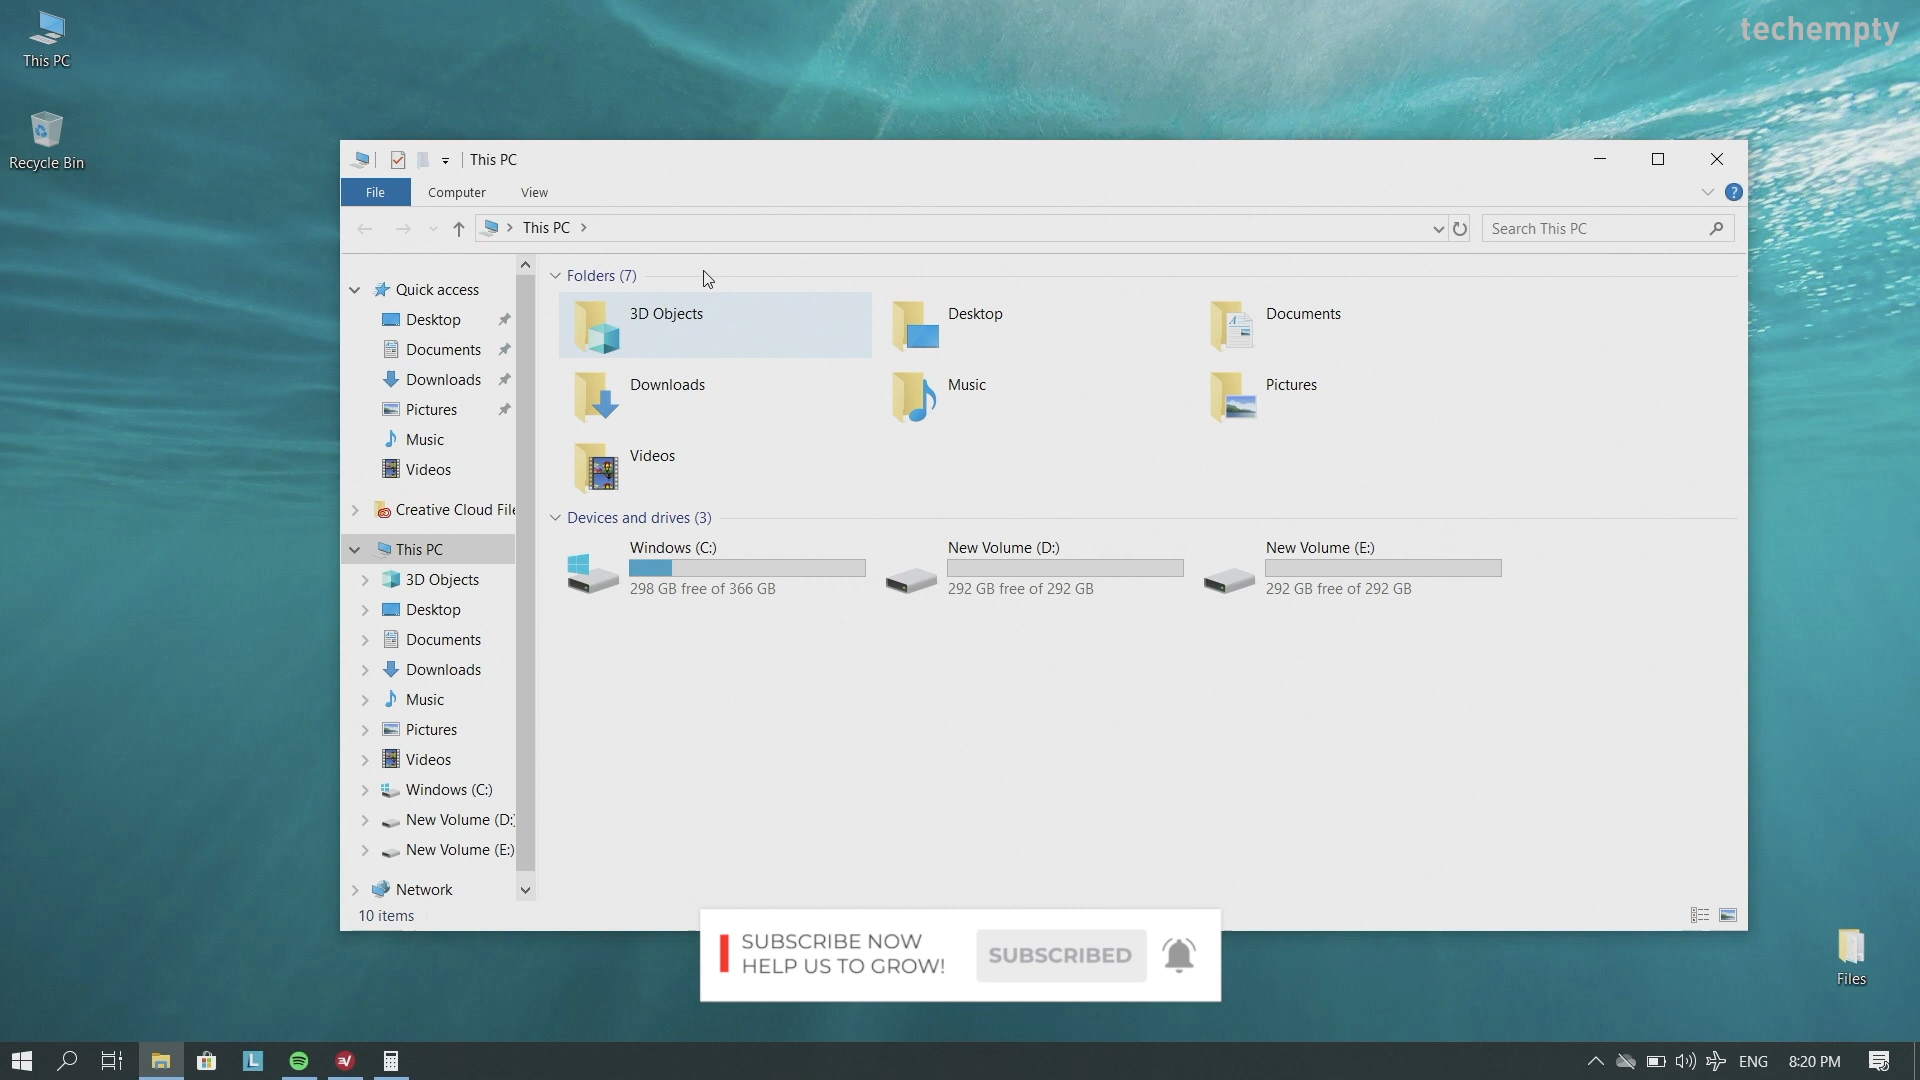 techempty
This PC
Recycle Bin
This PC
File
Computer
View
This PC
Search This PC
Quick access
Desktop
Documents
Downloads
Pictures
Music
Videos
Creative Cloud File
This PC
3D Objects
Desktop
Documents
Downloads
Music
Pictures
Videos
Windows (C:)
New Volume (D:)
New Volume (E:)
Network
10 items
Folders (7)
3D Objects
Desktop
Documents
Downloads
Music
Pictures
Videos
Devices and drives (3)
Windows (C:)
298 GB free of 366 GB
New Volume (D:)
292 GB free of 292 GB
New Volume (E:)
292 GB free of 292 GB
SUBSCRIBE NOW
HELP US TO GROW!
SUBSCRIBED
Files
L
ENG
8:20 PM